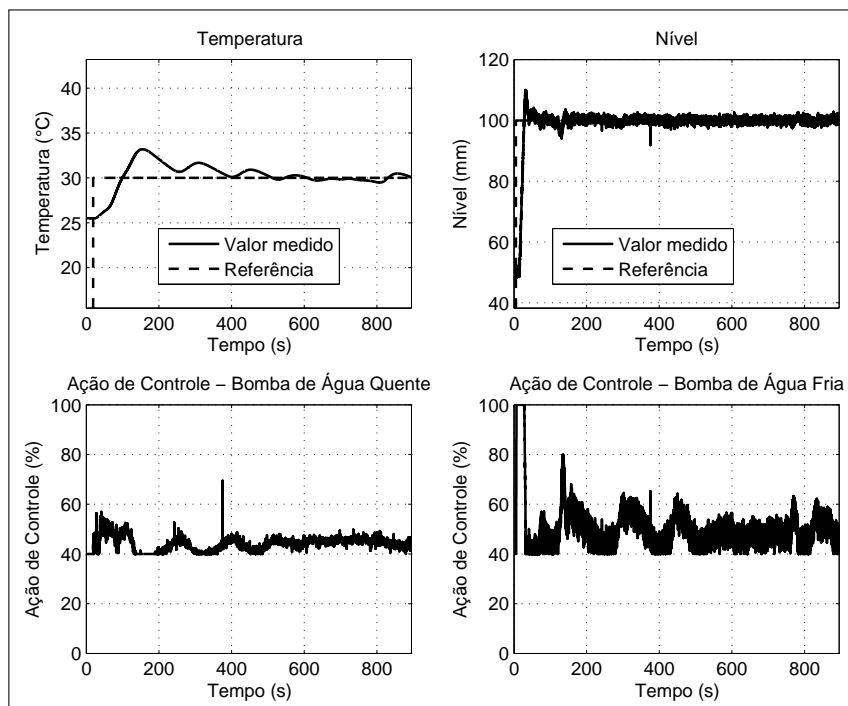 Temperatura
Temperatura (°C)
40
35
30
25
20
0 200 400 600 800
Tempo (s)
Valor medido
Referência
Nível
Nível (mm)
120
100
80
60
40
0 200 400 600 800
Tempo (s)
Valor medido
Referência
Ação de Controle – Bomba de Água Quente
Ação de Controle (%)
100
80
60
40
20
0
0 200 400 600 800
Tempo (s)
Ação de Controle – Bomba de Água Fria
Ação de Controle (%)
100
80
60
40
20
0
0 200 400 600 800
Tempo (s)